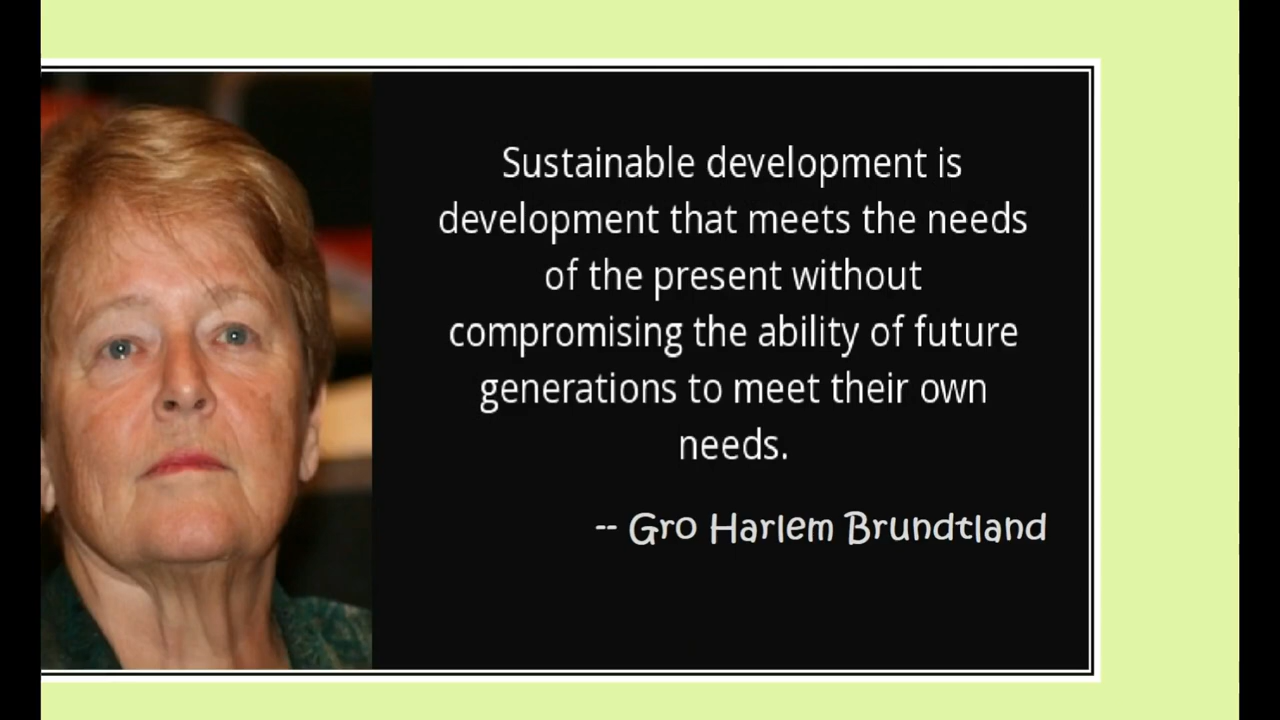 Sustainable development is
development that meets the needs
of the present without
compromising the ability of future
generations to meet their own
needs.
-- Gro Harlem Brundtland